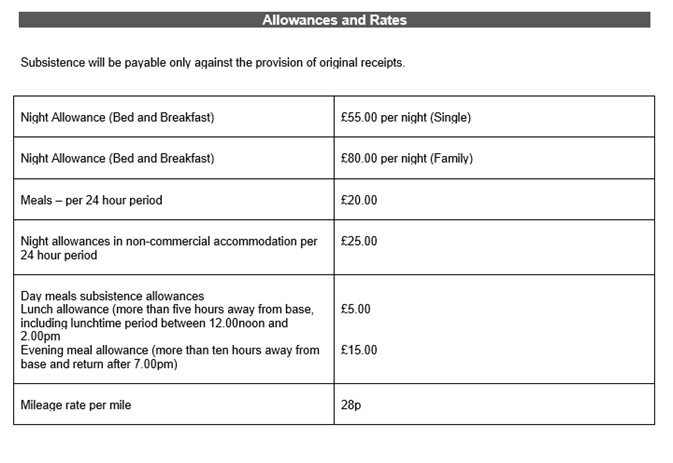 Allowances and Rates
Subsistence will be payable only against the provision of original receipts.
Night Allowance (Bed and Breakfast)
£55.00 per night (Single)
Night Allowance (Bed and Breakfast)
£80.00 per night (Family)
Meals – per 24 hour period
£20.00
Night allowances in non-commercial accommodation per
24 hour period
£25.00
Day meals subsistence allowances
Lunch allowance (more than five hours away from base,
including lunchtime period between 12.00noon and
2.00pm
£5.00
Evening meal allowance (more than ten hours away from
base and return after 7.00pm)
£15.00
Mileage rate per mile
28p